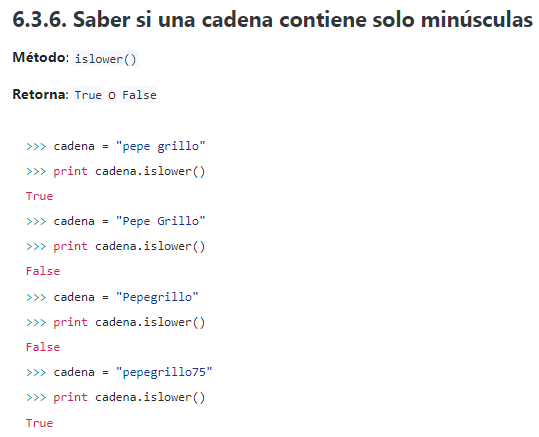 6.3.6. Saber si una cadena contiene solo minúsculas
Método: islower()
Retorna: True o False
>>> cadena = "pepe grillo"
>>> print cadena.islower()
True
>>> cadena = "Pepe Grillo"
>>> print cadena.islower()
False
>>> cadena = "Pepegrillo"
>>> print cadena.islower()
False
>>> cadena = "pepegrillo75"
>>> print cadena.islower()
True